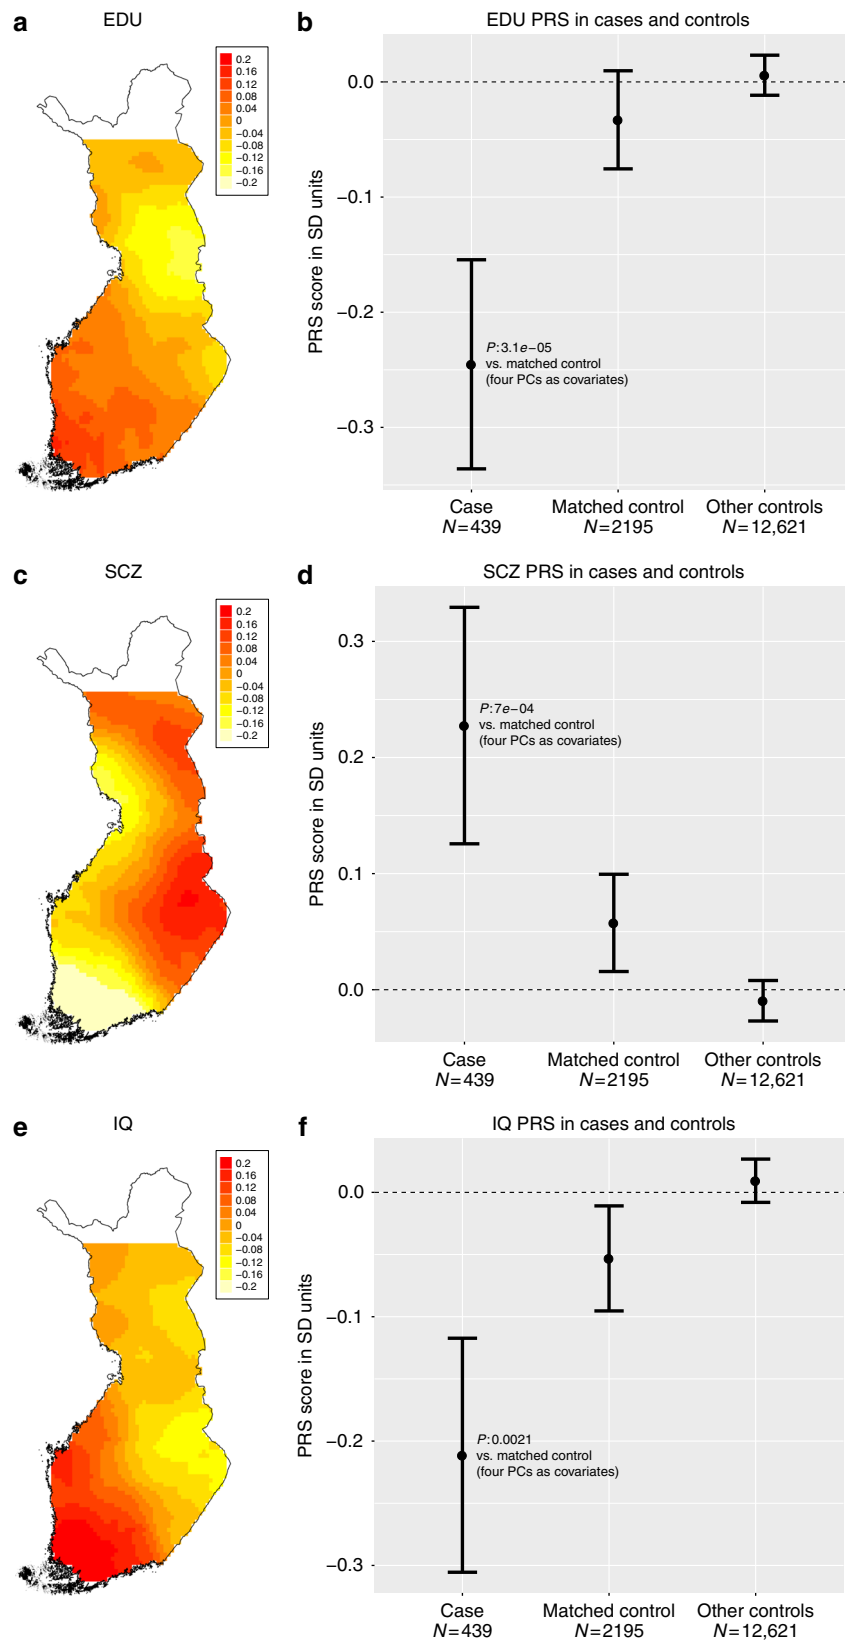 a
EDU
0.2
0.16
0.12
0.08
0.04
0
−0.04
−0.08
−0.12
−0.16
−0.2
b
EDU PRS in cases and controls
PRS score in SD units
0.0
−0.1
−0.2
−0.3
P:3.1e−05
vs. matched control
(four PCs as covariates)
Case
N=439
Matched control
N=2195
Other controls
N=12,621
c
SCZ
0.2
0.16
0.12
0.08
0.04
0
−0.04
−0.08
−0.12
−0.16
−0.2
d
SCZ PRS in cases and controls
PRS score in SD units
0.3
0.2
0.1
0.0
P:7e−04
vs. matched control
(four PCs as covariates)
Case
N=439
Matched control
N=2195
Other controls
N=12,621
e
IQ
0.2
0.16
0.12
0.08
0.04
0
−0.04
−0.08
−0.12
−0.16
−0.2
f
IQ PRS in cases and controls
PRS score in SD units
0.0
−0.1
−0.2
−0.3
P:0.0021
vs. matched control
(four PCs as covariates)
Case
N=439
Matched control
N=2195
Other controls
N=12,621